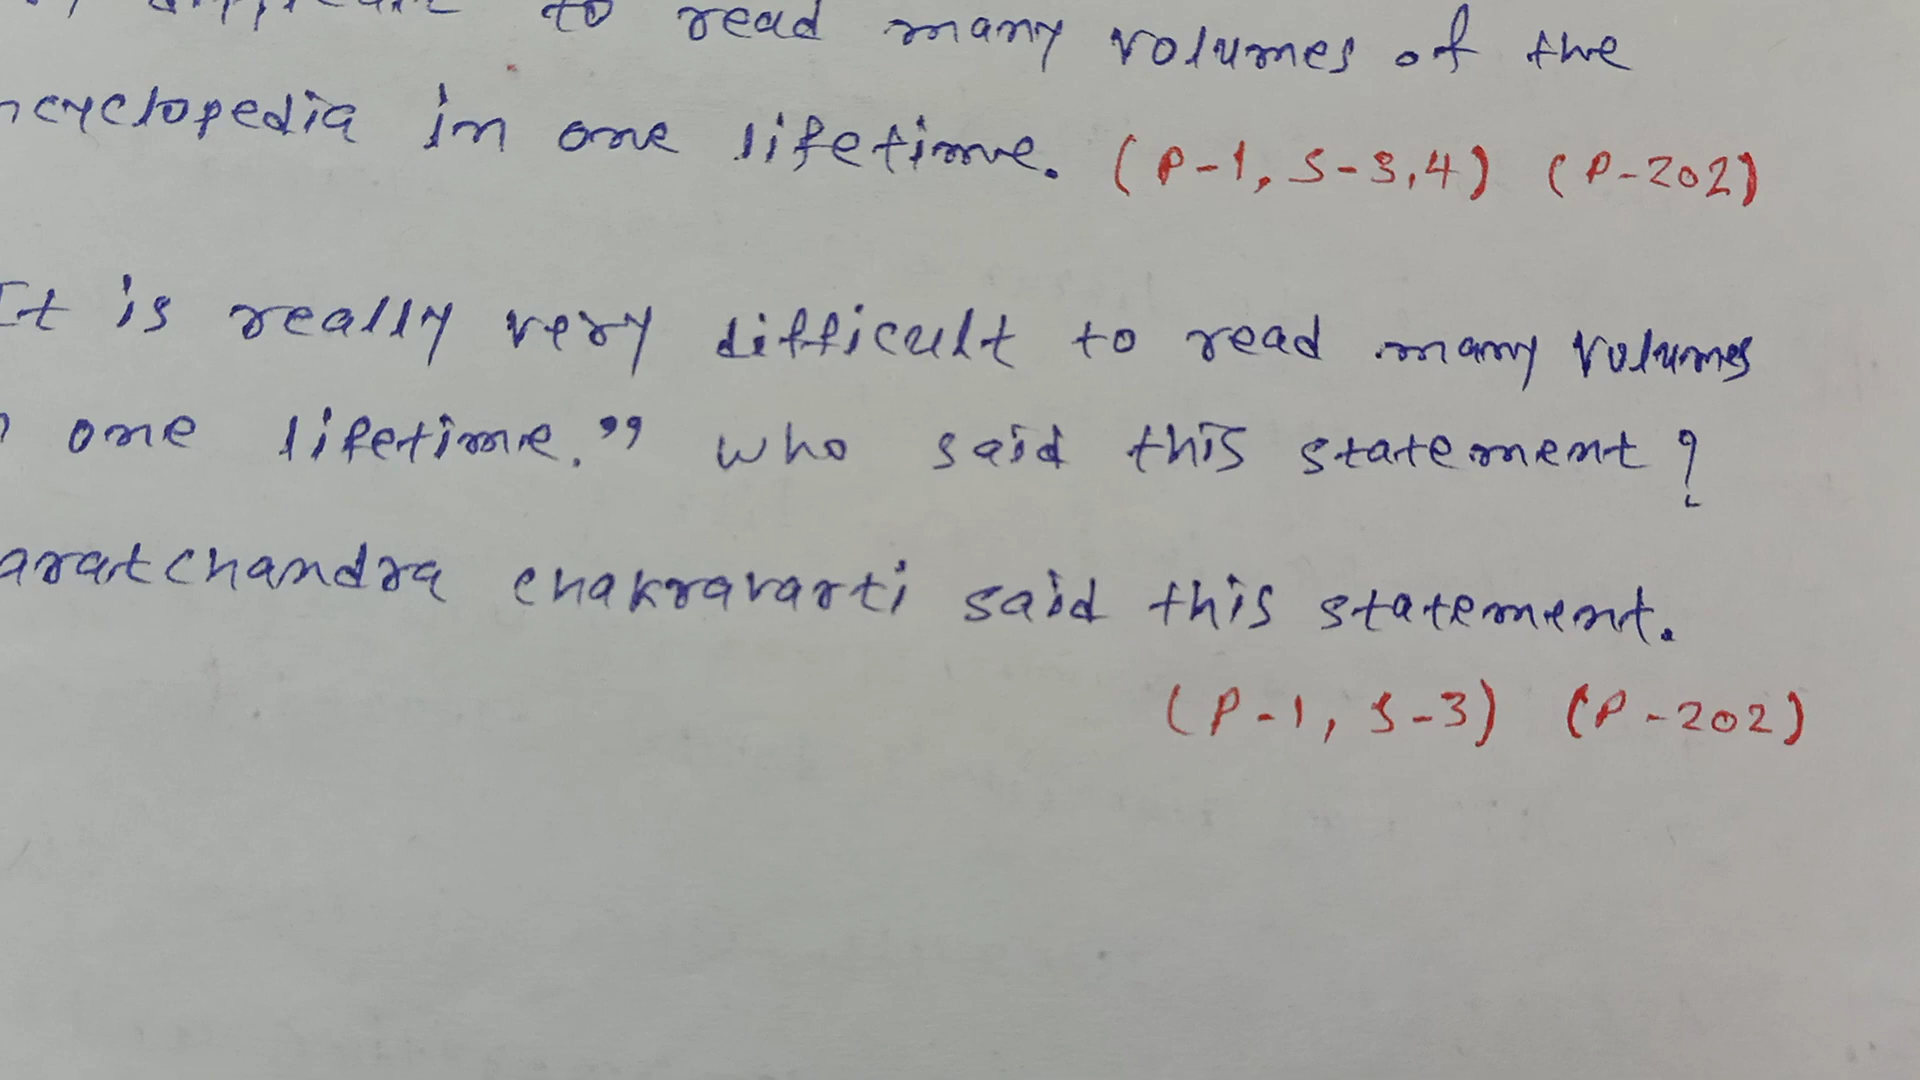 difficult to read many volumes of the
ncyclopedia in one lifetime. (P-1, S-3,4) (P-202)
It is really very difficult to read many volumes
one lifetime." who said this statement?
aratchandra chakravarti said this statement.
(P-1, S-3) (P-202)